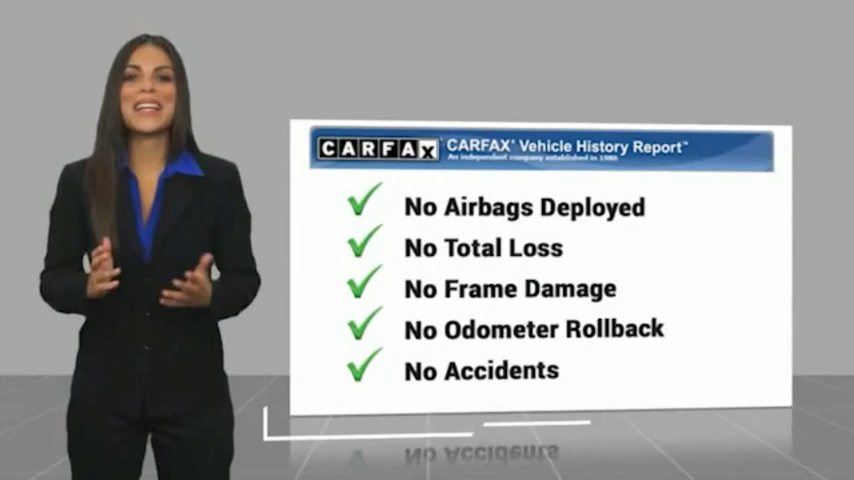 CARFAX CARFAX® Vehicle History Report™
An independent company established in 1986
No Airbags Deployed
No Total Loss
No Frame Damage
No Odometer Rollback
No Accidents
No Accidents